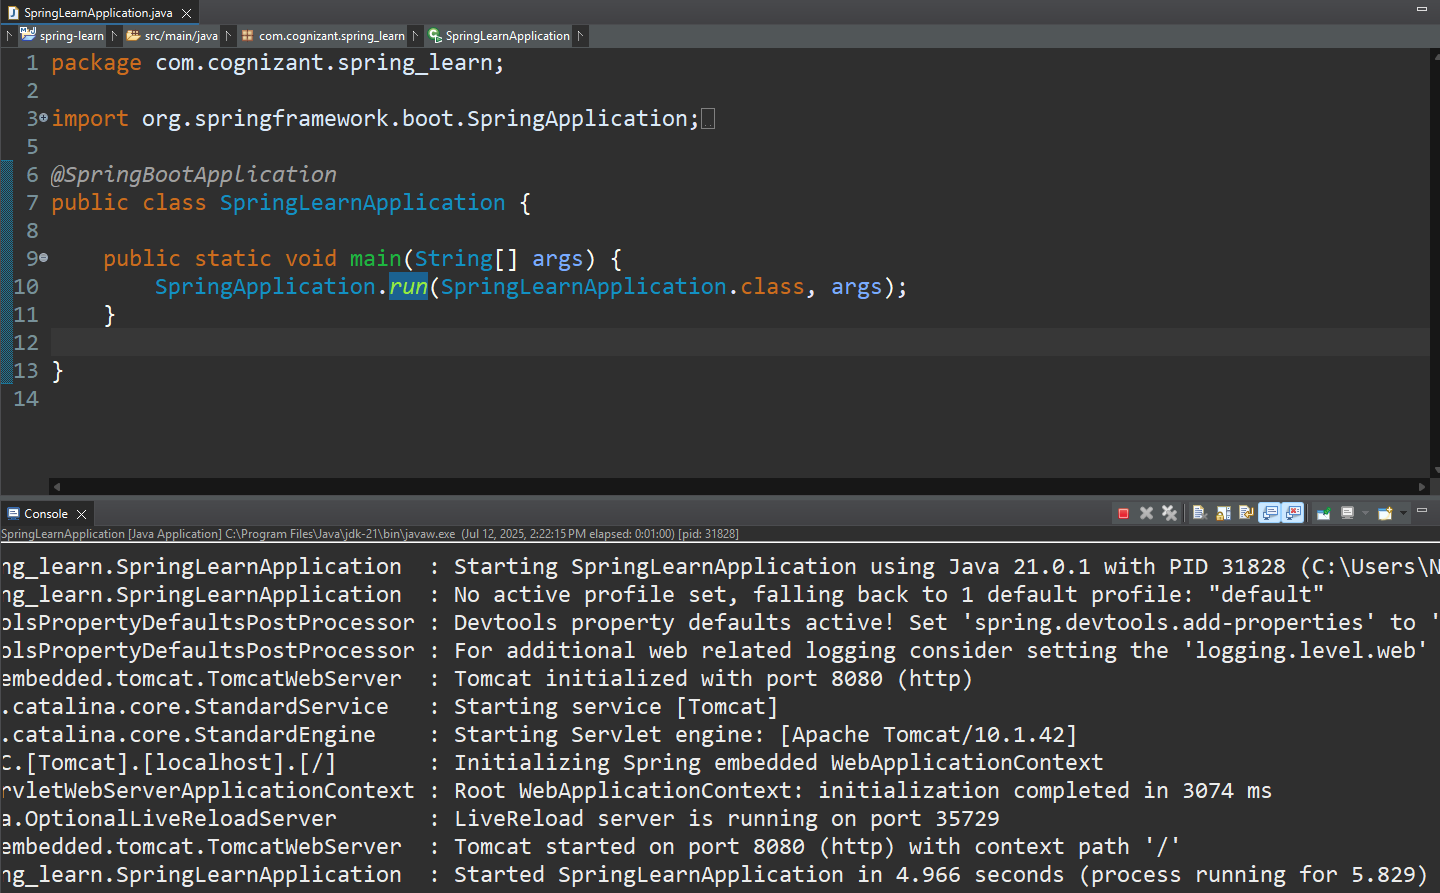 SpringLearnApplication.java
spring-learn src/main/java com.cognizant.spring_learn SpringLearnApplication
1 package com.cognizant.spring_learn;
2
3 import org.springframework.boot.SpringApplication;
5
6 @SpringBootApplication
7 public class SpringLearnApplication {
8
9 public static void main(String[] args) {
10 SpringApplication.run(SpringLearnApplication.class, args);
11 }
12
13 }
14
Console
SpringLearnApplication [Java Application] C:\Program Files\Java\jdk-21\bin\javaw.exe (Jul 12, 2025, 2:22:15 PM elapsed: 0:01:00) [pid: 31828]
ng_learn.SpringLearnApplication : Starting SpringLearnApplication using Java 21.0.1 with PID 31828 (C:\Users\N
ng_learn.SpringLearnApplication : No active profile set, falling back to 1 default profile: "default"
olsPropertyDefaultsPostProcessor : Devtools property defaults active! Set 'spring.devtools.add-properties' to '
olsPropertyDefaultsPostProcessor : For additional web related logging consider setting the 'logging.level.web'
embedded.tomcat.TomcatWebServer : Tomcat initialized with port 8080 (http)
.catalina.core.StandardService : Starting service [Tomcat]
.catalina.core.StandardEngine : Starting Servlet engine: [Apache Tomcat/10.1.42]
C.[Tomcat].[localhost].[/] : Initializing Spring embedded WebApplicationContext
rvletWebServerApplicationContext : Root WebApplicationContext: initialization completed in 3074 ms
a.OptionalLiveReloadServer : LiveReload server is running on port 35729
embedded.tomcat.TomcatWebServer : Tomcat started on port 8080 (http) with context path '/'
ng_learn.SpringLearnApplication : Started SpringLearnApplication in 4.966 seconds (process running for 5.829)